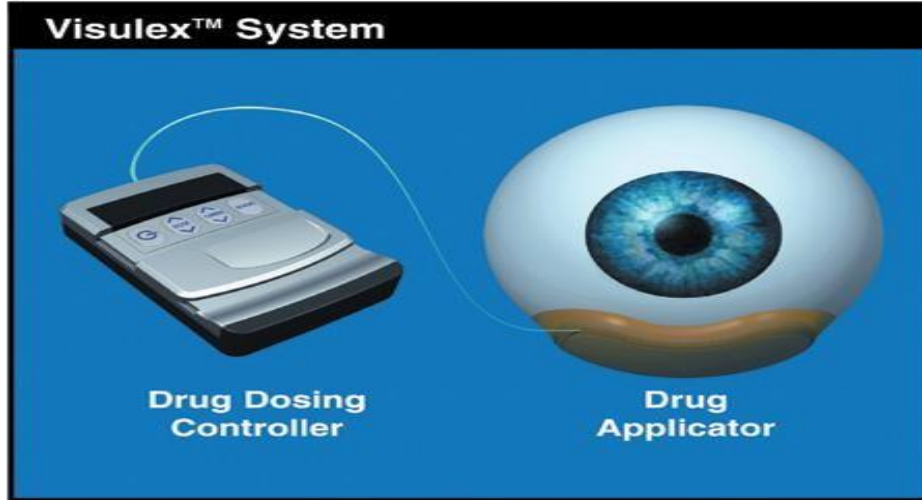 Visulex™ System
Drug Dosing
Controller
Drug
Applicator